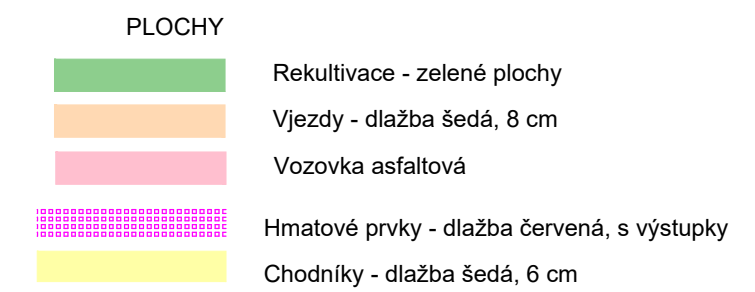 PLOCHY
Rekultivace - zelené plochy
Vjezdy - dlažba šedá, 8 cm
Vozovka asfaltová
Hmatové prvky - dlažba červená, s výstupky
Chodníky - dlažba šedá, 6 cm